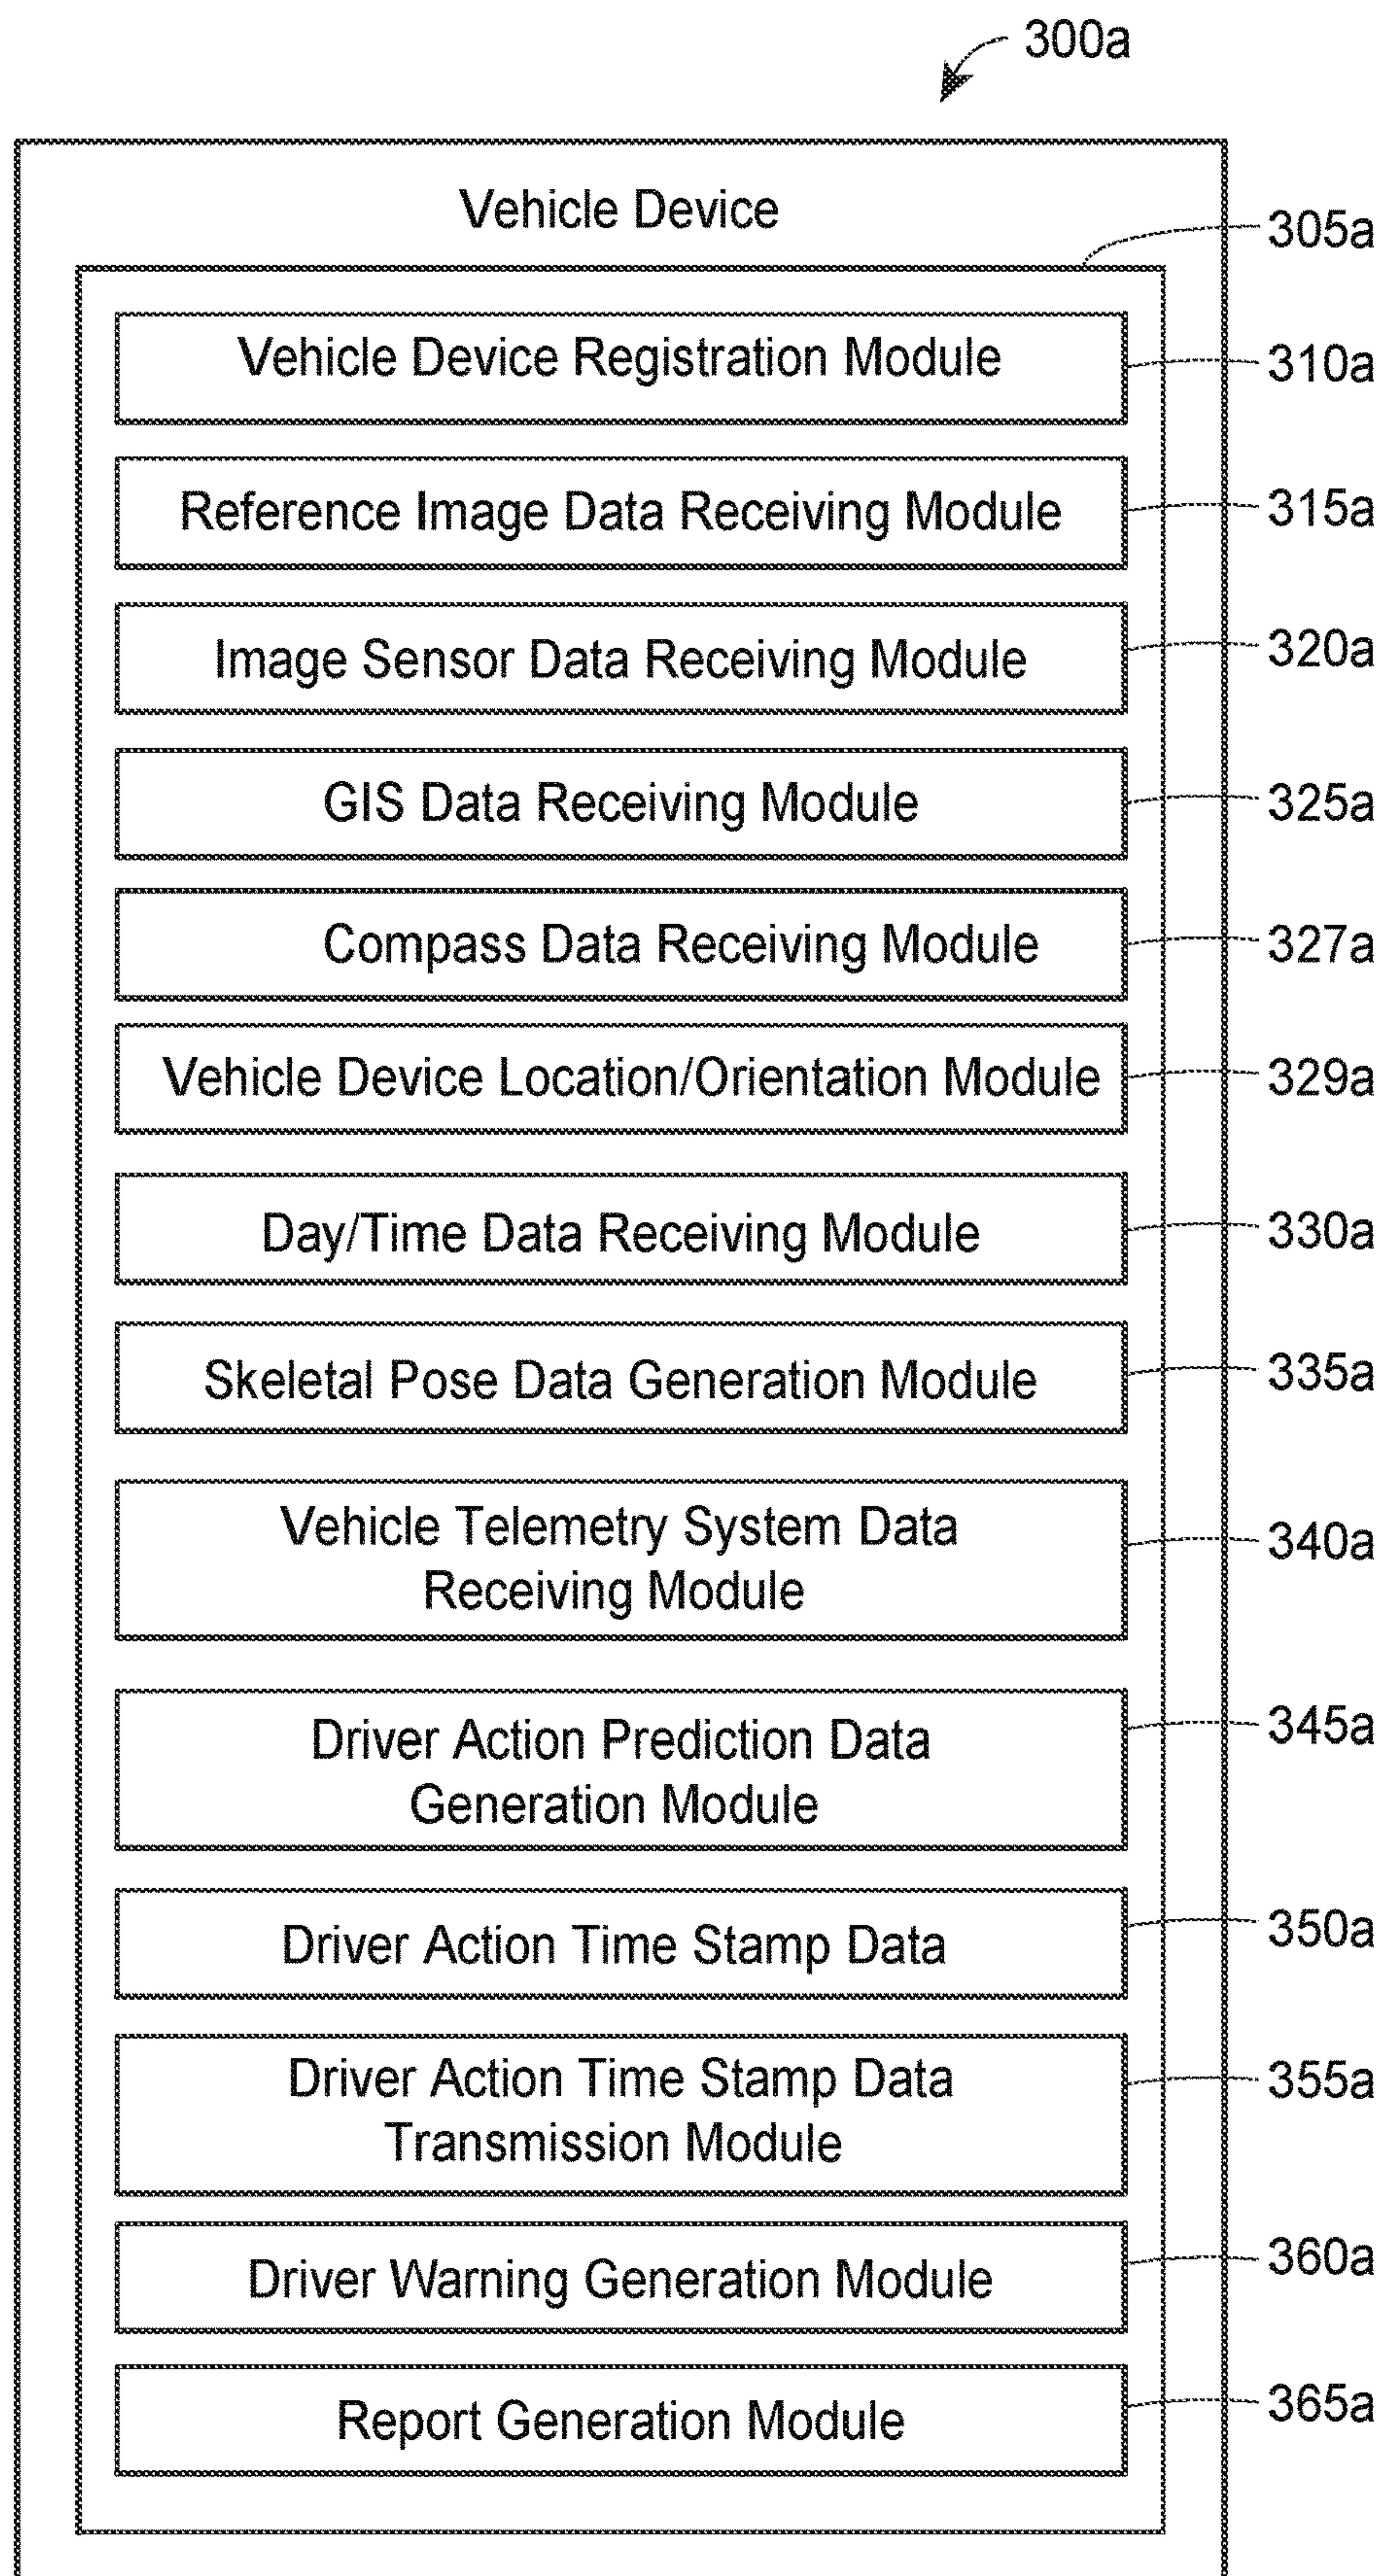 300a
Vehicle Device
305a
Vehicle Device Registration Module
310a
Reference Image Data Receiving Module
315a
Image Sensor Data Receiving Module
320a
GIS Data Receiving Module
325a
Compass Data Receiving Module
327a
Vehicle Device Location/Orientation Module
329a
Day/Time Data Receiving Module
330a
Skeletal Pose Data Generation Module
335a
Vehicle Telemetry System Data
Receiving Module
340a
Driver Action Prediction Data
Generation Module
345a
Driver Action Time Stamp Data
350a
Driver Action Time Stamp Data
Transmission Module
355a
Driver Warning Generation Module
360a
Report Generation Module
365a